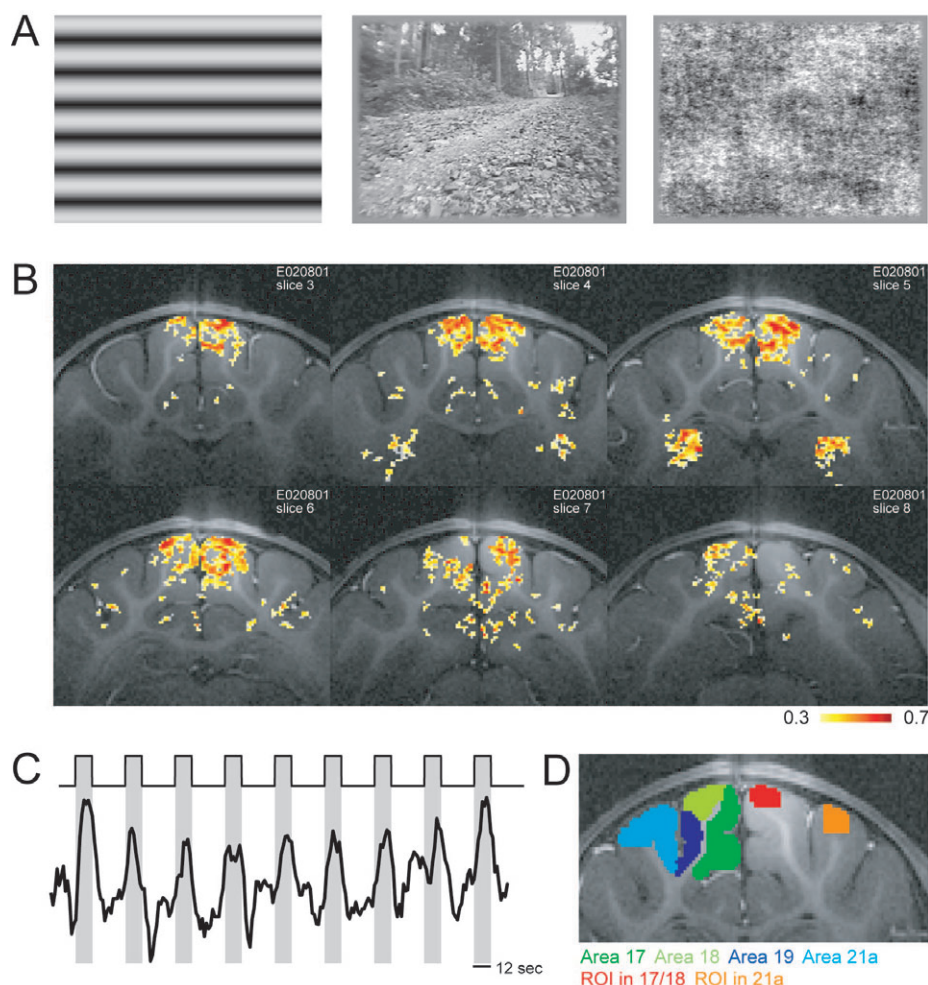 A
B
E020801
slice 3
E020801
slice 4
E020801
slice 5
E020801
slice 6
E020801
slice 7
E020801
slice 8
0.3 0.7
C
12 sec
D
Area 17 Area 18 Area 19 Area 21a
ROI in 17/18 ROI in 21a